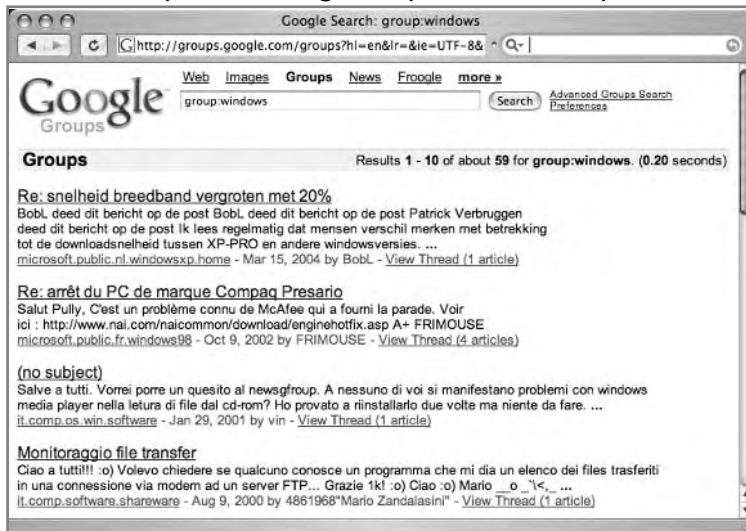 Google Search: group:windows
http://groups.google.com/groups?hl=en&lr=&ie=UTF-8&
Web Images Groups News Froogle more »
Google
Groups
group:windows
Search
Advanced Groups Search
Preferences
Groups Results 1 - 10 of about 59 for group:windows. (0.20 seconds)
Re: snelheid breedband vergroten met 20%
BobL deed dit bericht op de post BobL deed dit bericht op de post Patrick Verbruggen
deed dit bericht op de post Ik lees regelmatig dat mensen verschil merken met betrekking
tot de downloadsnelheid tussen XP-PRO en andere windowsversies. ...
microsoft.public.nl.windowsxp.home - Mar 15, 2004 by BobL - View Thread (1 article)
Re: arrêt du PC de marque Compaq Presario
Salut Pully, C'est un problème connu de McAfee qui a fourni la parade. Voir
ici : http://www.nai.com/naicommon/download/enginehotfix.asp A+ FRIMOUSE
microsoft.public.fr.windows98 - Oct 9, 2002 by FRIMOUSE - View Thread (4 articles)
(no subject)
Salve a tutti. Vorrei porre un quesito al newsgfroup. A nessuno di voi si manifestano problemi con windows
media player nella letura di file dal cd-rom? Ho provato a riinstallarlo due volte ma niente da fare. ...
it.comp.os.win.software - Jan 29, 2001 by vin - View Thread (1 article)
Monitoraggio file transfer
Ciao a tutti!!! :o) Volevo chiedere se qualcuno conosce un programma che mi dia un elenco dei files trasferiti
in una connessione via modem ad un server FTP... Grazie 1k! :o) Ciao :o) Mario __o _`\<,_ ...
it.comp.software.shareware - Aug 9, 2000 by 4861968"Mario Zandalasini" - View Thread (1 article)